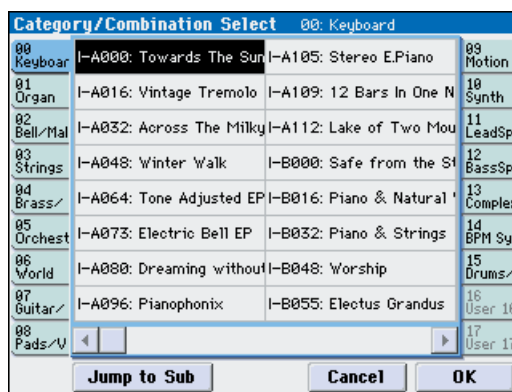 Category/Combination Select 00: Keyboard
00 Keyboar
01 Organ
02 Bell/Mal
03 Strings
04 Brass/
05 Orchest
06 World
07 Guitar/
08 Pads/V
I-A000: Towards The Sun
I-A016: Vintage Tremolo
I-A032: Across The Milky
I-A048: Winter Walk
I-A064: Tone Adjusted EP
I-A073: Electric Bell EP
I-A080: Dreaming without
I-A096: Pianophonix
I-A105: Stereo E.Piano
I-A109: 12 Bars In One N
I-A112: Lake of Two Mou
I-B000: Safe from the St
I-B016: Piano & Natural
I-B032: Piano & Strings
I-B048: Worship
I-B055: Electus Grandus
09 Motion
10 Synth
11 LeadSp
12 BassSp
13 Comple
14 BPM Sy
15 Drums/
16 User 16
17 User 17
Jump to Sub
Cancel
OK